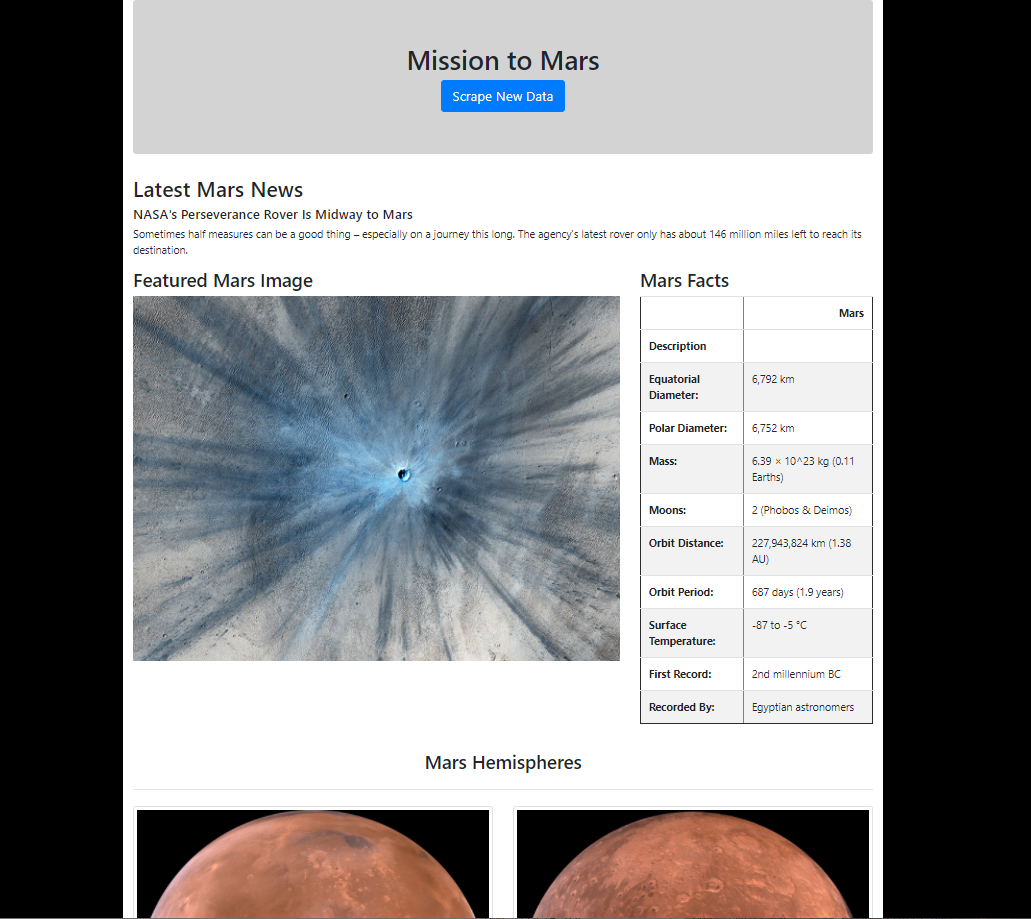 Mission to Mars
Scrape New Data
Latest Mars News
NASA's Perseverance Rover Is Midway to Mars
Sometimes half measures can be a good thing – especially on a journey this long. The agency's latest rover only has about 146 million miles left to reach its
destination.
Featured Mars Image
Mars Facts
Mars
Description
Equatorial
Diameter:
6,792 km
Polar Diameter:
6,752 km
Mass:
6.39 × 10^23 kg (0.11
Earths)
Moons:
2 (Phobos & Deimos)
Orbit Distance:
227,943,824 km (1.38
AU)
Orbit Period:
687 days (1.9 years)
Surface
Temperature:
-87 to -5 °C
First Record:
2nd millennium BC
Recorded By:
Egyptian astronomers
Mars Hemispheres